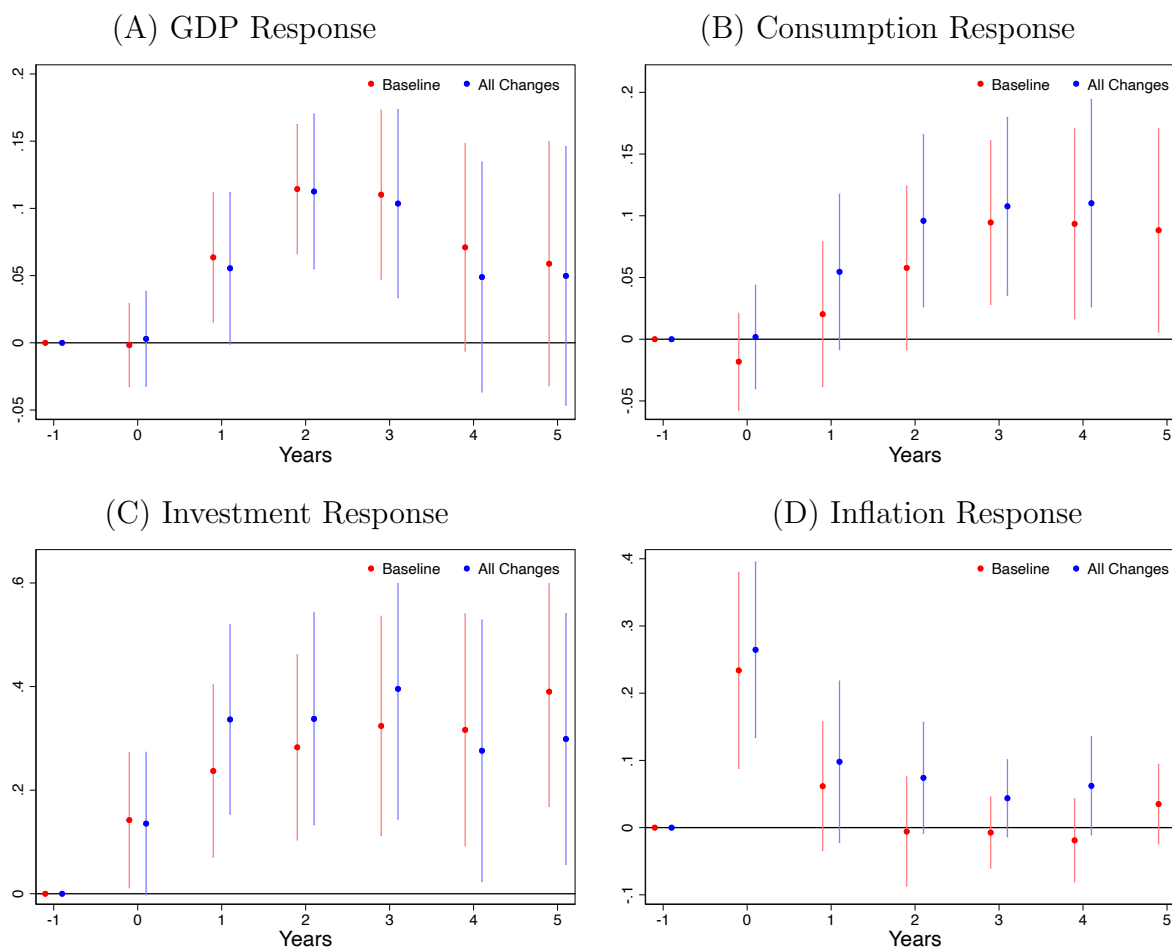 (A) GDP Response
Baseline All Changes
.2
.15
.1
.05
0
-.05
-1 0 1 2 3 4 5
Years
(B) Consumption Response
Baseline All Changes
.2
.15
.1
.05
0
-.05
-1 0 1 2 3 4 5
Years
(C) Investment Response
Baseline All Changes
.6
.4
.2
0
-1 0 1 2 3 4 5
Years
(D) Inflation Response
Baseline All Changes
.4
.3
.2
.1
0
-.1
-1 0 1 2 3 4 5
Years